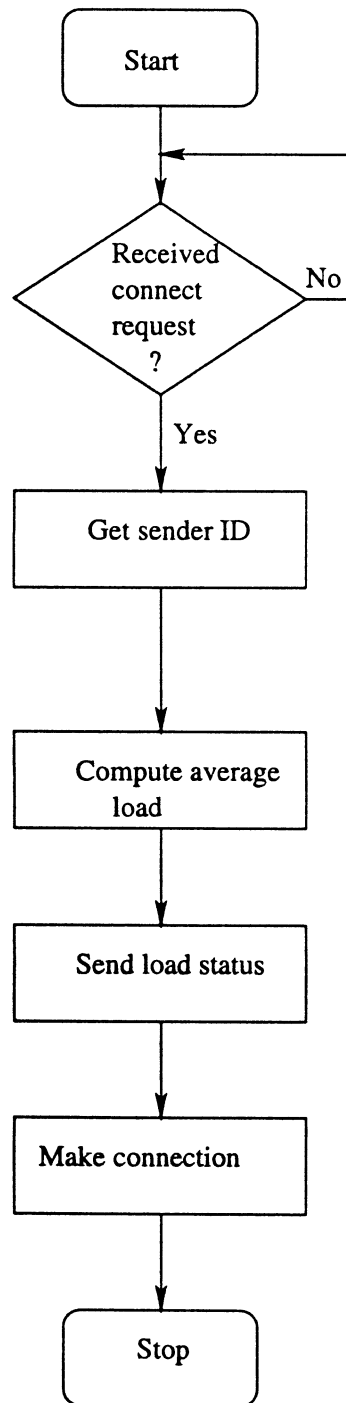 Start
Received
connect
request
?
No
Yes
Get sender ID
Compute average
load
Send load status
Make connection
Stop